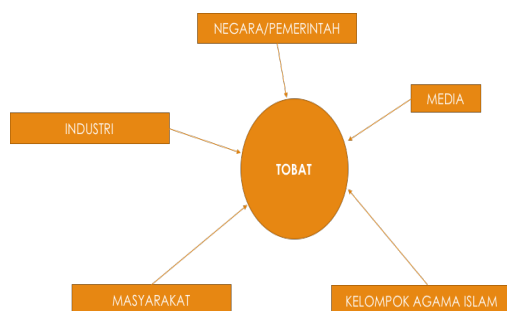 NEGARA/PEMERINTAH
MEDIA
INDUSTRI
TOBAT
MASYARAKAT
KELOMPOK AGAMA ISLAM